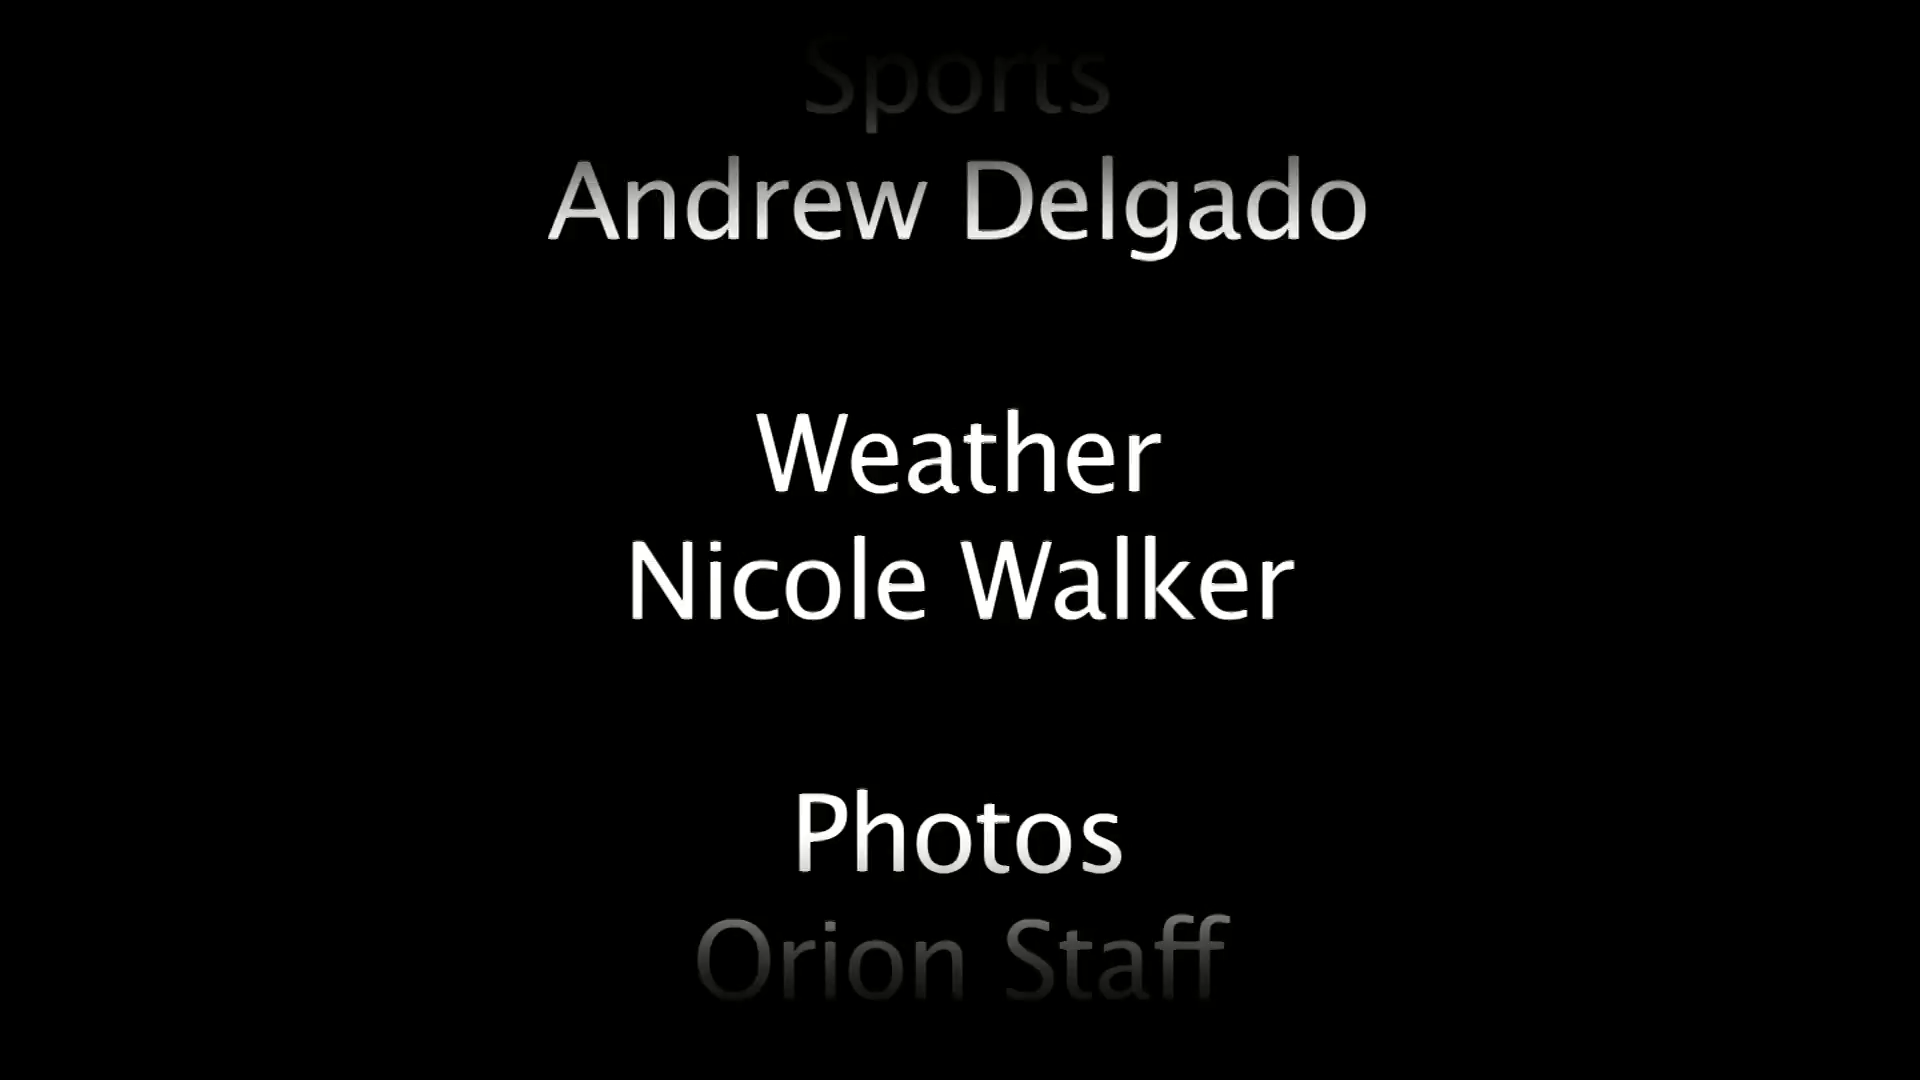 Sports
Andrew Delgado
Weather
Nicole Walker
Photos
Orion Staff